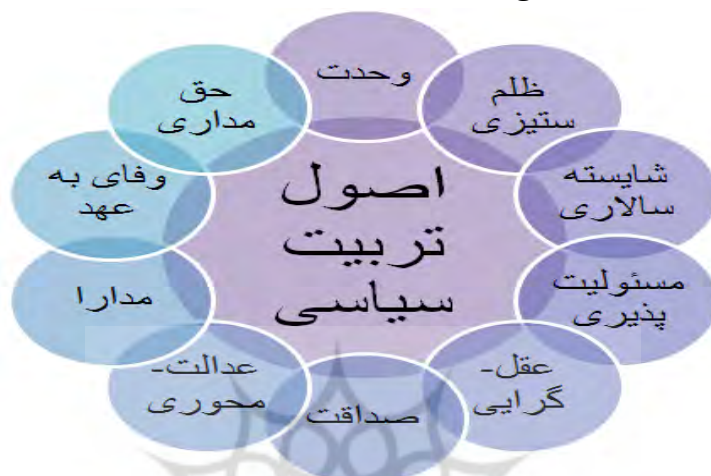 اصول
تربیت
سیاسی
وحدت
ظلم
ستیزی
شایسته
سالاری
مسئولیت
پذیری
عقل-
گرایی
صداقت
عدالت-
محوری
مدارا
وفای به
عهد
حق
مداری